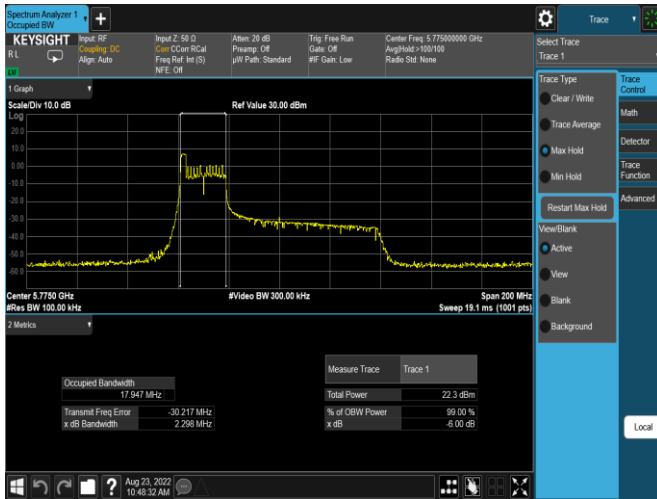 Spectrum Analyzer 1
Occupied BW
Trace
KEYSIGHT
RL
Input: RF
Coupling: DC
Align: Auto
Input Z: 50 Ω
Corr CCorr RCal
Freq Ref: Int (S)
NFE: Off
Atten: 20 dB
Preamp: Off
µW Path: Standard
Trig: Free Run
Gate: Off
#IF Gain: Low
Center Freq: 5.775000000 GHz
Avg|Hold:>100/100
Radio Std: None
Select Trace
Trace 1
1 Graph
Scale/Div 10.0 dB
Ref Value 30.00 dBm
Log
20.0
10.0
0.00
-10.0
-20.0
-30.0
-40.0
-50.0
-60.0
Center 5.7750 GHz
#Res BW 100.00 kHz
#Video BW 300.00 kHz
Span 200 MHz
Sweep 19.1 ms (1001 pts)
2 Metrics
Occupied Bandwidth
17.947 MHz
Transmit Freq Error -30.217 MHz
x dB Bandwidth 2.298 MHz
Measure Trace Trace 1
Total Power 22.3 dBm
% of OBW Power 99.00 %
x dB -6.00 dB
Trace Type
Clear / Write
Trace Average
Max Hold
Min Hold
Restart Max Hold
View/Blank
Active
View
Blank
Background
Trace
Control
Math
Detector
Trace
Function
Advanced
Local
Aug 23, 2022
10:48:32 AM